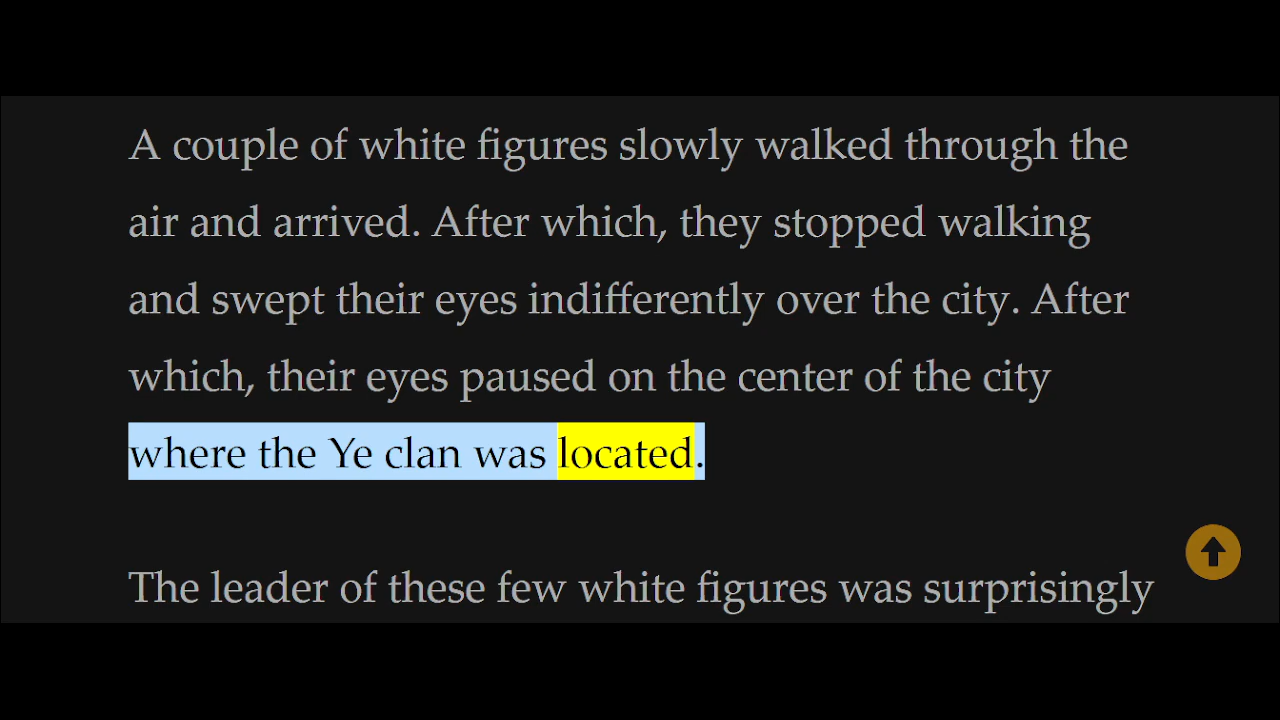 A couple of white figures slowly walked through the
air and arrived. After which, they stopped walking
and swept their eyes indifferently over the city. After
which, their eyes paused on the center of the city
where the Ye clan was located.
The leader of these few white figures was surprisingly